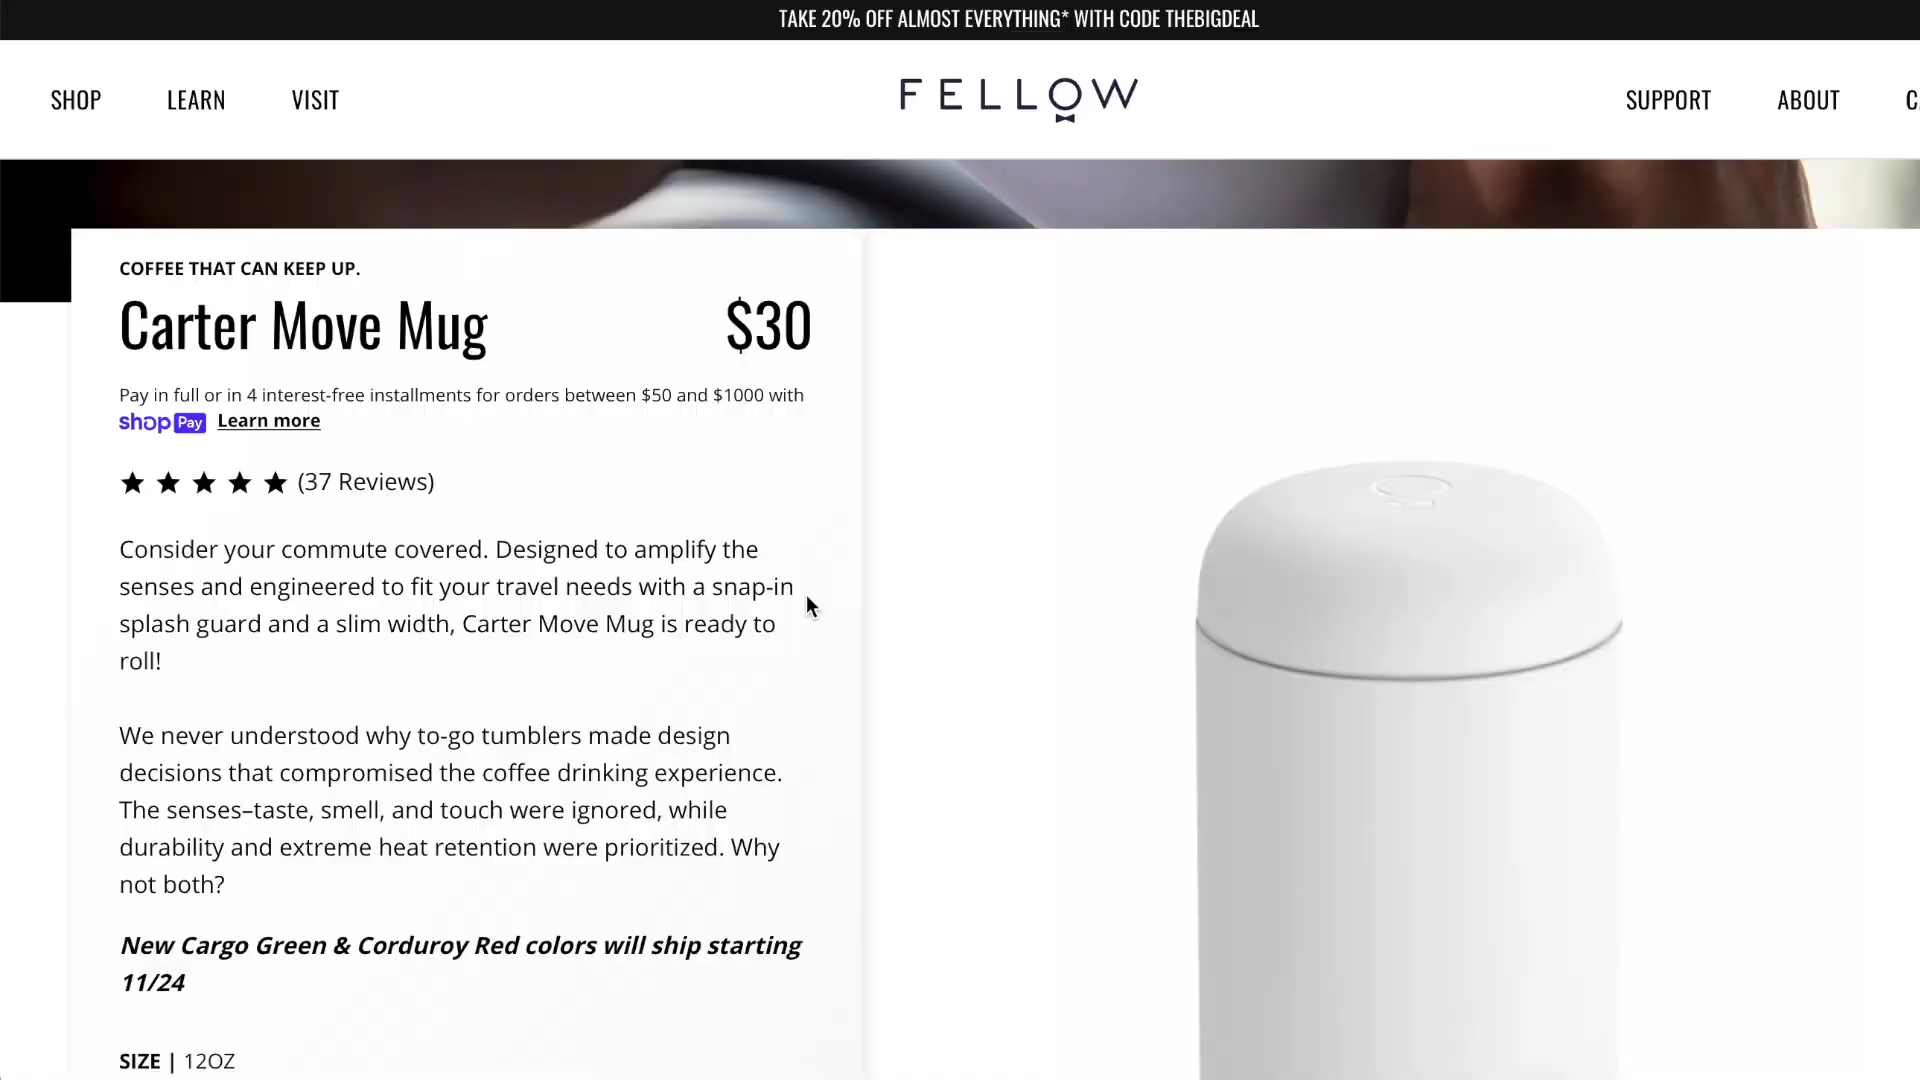 TAKE 20% OFF ALMOST EVERYTHING* WITH CODE THEBIGDEAL
SHOP
LEARN
VISIT
FELLOW
SUPPORT
ABOUT
COFFEE THAT CAN KEEP UP.
Carter Move Mug
$30
Pay in full or in 4 interest-free installments for orders between $50 and $1000 with
shop Pay Learn more
(37 Reviews)
Consider your commute covered. Designed to amplify the
senses and engineered to fit your travel needs with a snap-in
splash guard and a slim width, Carter Move Mug is ready to
roll!
We never understood why to-go tumblers made design
decisions that compromised the coffee drinking experience.
The senses–taste, smell, and touch were ignored, while
durability and extreme heat retention were prioritized. Why
not both?
New Cargo Green & Corduroy Red colors will ship starting
11/24
SIZE | 12OZ